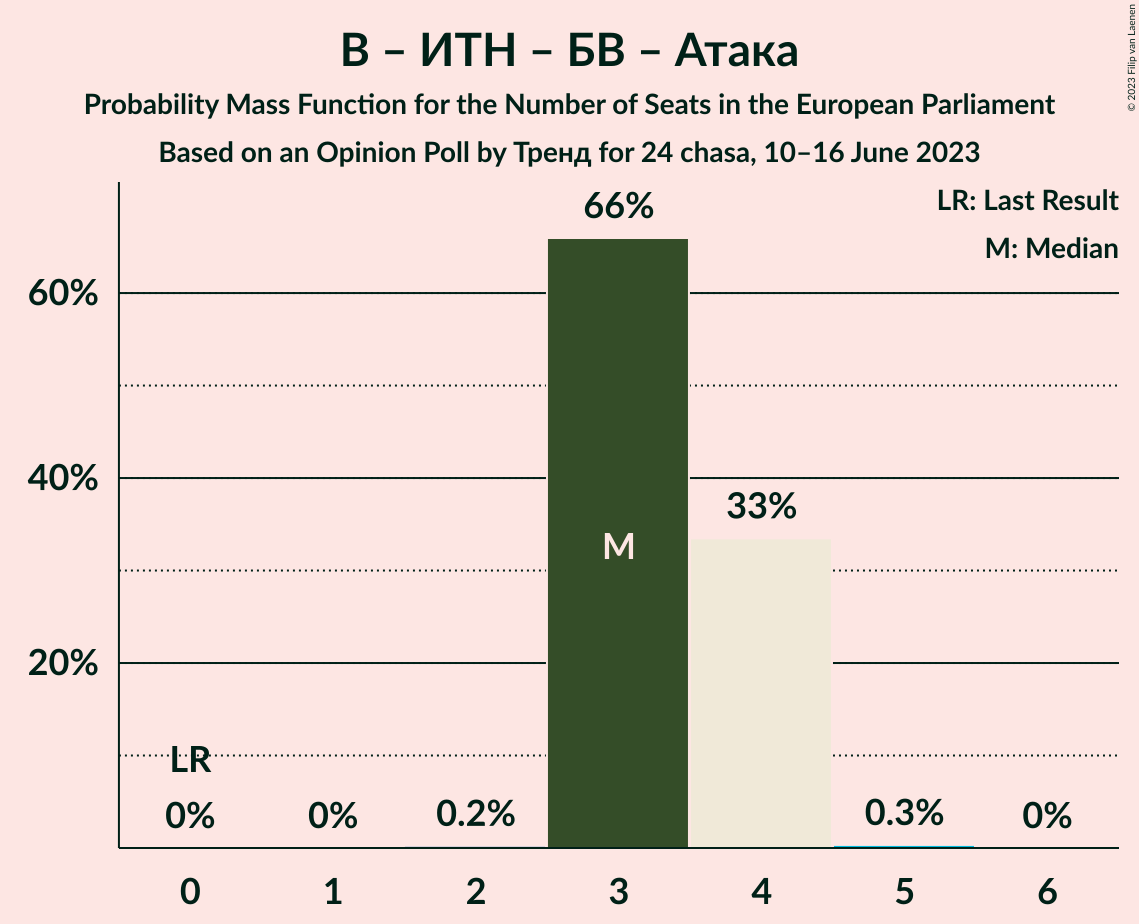 В – ИТН – БВ – Атака
Probability Mass Function for the Number of Seats in the European Parliament
Based on an Opinion Poll by Тренд for 24 chasa, 10–16 June 2023
© 2023 Filip van Laenen
LR: Last Result
M: Median
66%
60%
40%
33%
M
20%
LR
0%
0%
0.2%
0.3%
0%
0
1
2
3
4
5
6